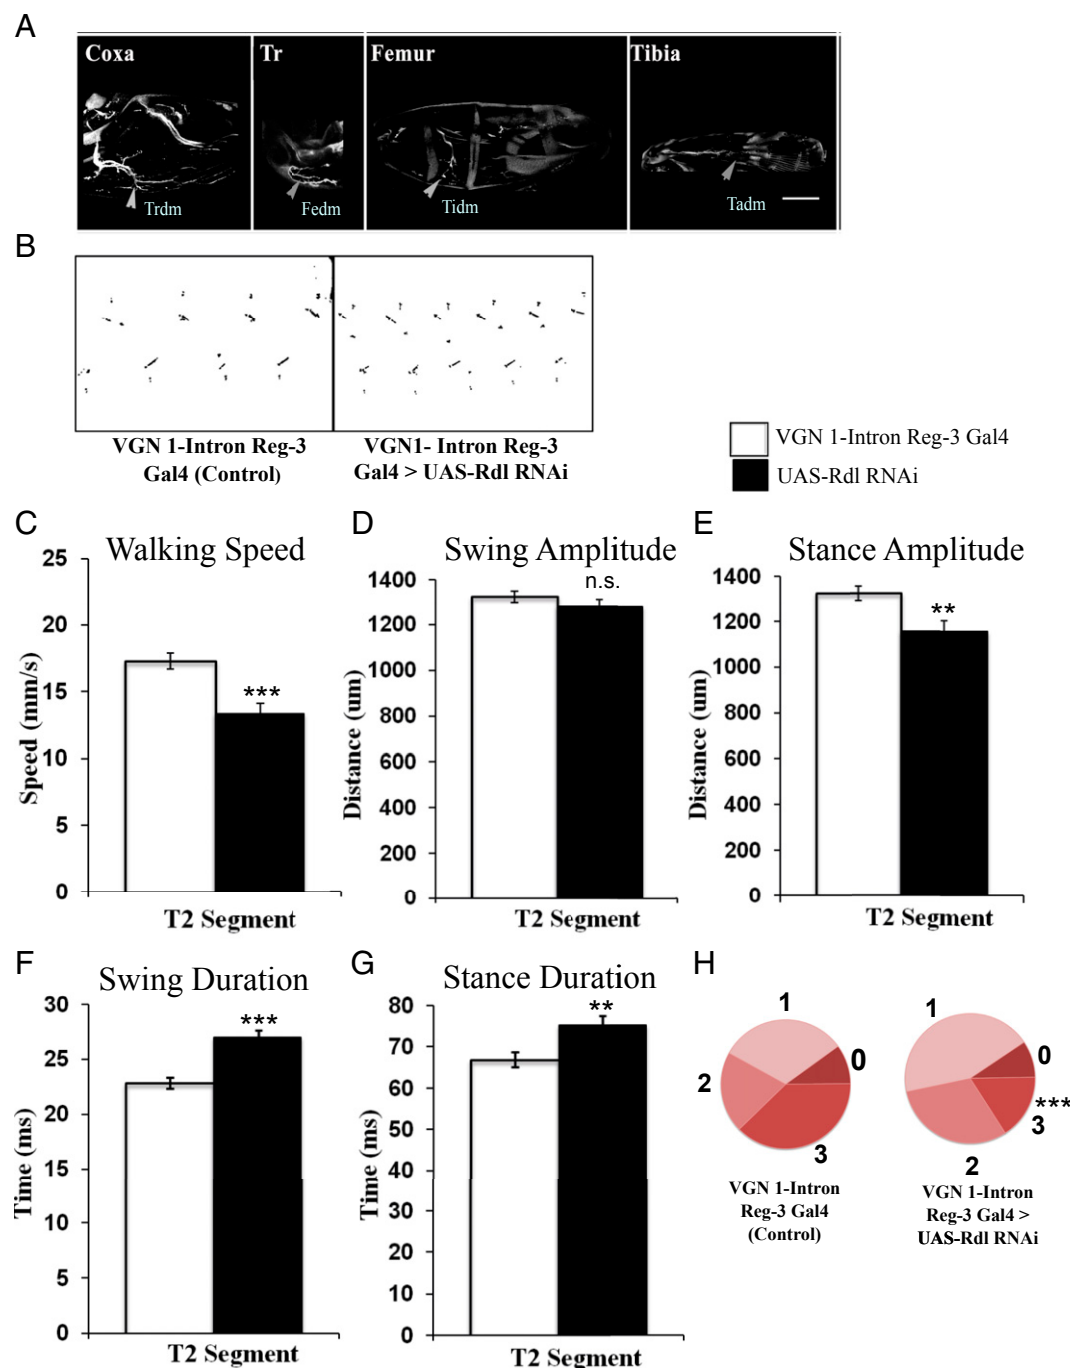 A
Coxa
Tr
Femur
Tibia
Trdm
Fedm
Tidm
Tadm
B
VGN 1-Intron Reg-3
Gal4 (Control)
VGN1- Intron Reg-3
Gal4 > UAS-Rdl RNAi
VGN 1-Intron Reg-3 Gal4
UAS-Rdl RNAi
C
Walking Speed
25
20
15
10
5
0
Speed (mm/s)
***
T2 Segment
D
Swing Amplitude
1400
1200
1000
800
600
400
200
0
Distance (um)
n.s.
T2 Segment
E
Stance Amplitude
1400
1200
1000
800
600
400
200
0
Distance (um)
**
T2 Segment
F
Swing Duration
30
25
20
15
10
5
0
Time (ms)
***
T2 Segment
G
Stance Duration
80
70
60
50
40
30
20
10
0
Time (ms)
**
T2 Segment
H
1
0
2
3
VGN 1-Intron
Reg-3 Gal4
(Control)
1
0
***
3
2
VGN 1-Intron
Reg-3 Gal4 >
UAS-Rdl RNAi